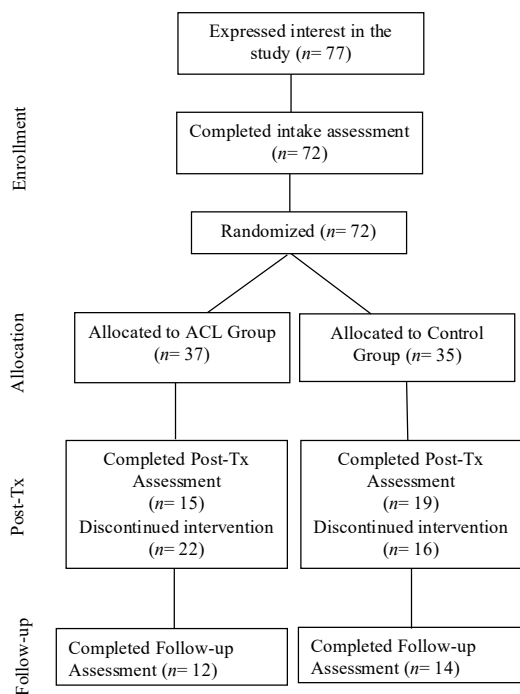 Expressed interest in the
study (n= 77)
Enrollment
Completed intake assessment
(n= 72)
Randomized (n= 72)
Allocation
Allocated to ACL Group
(n= 37)
Allocated to Control
Group (n= 35)
Post-Tx
Completed Post-Tx
Assessment
(n= 15)
Discontinued intervention
(n= 22)
Completed Post-Tx
Assessment
(n= 19)
Discontinued intervention
(n= 16)
Follow-up
Completed Follow-up
Assessment (n= 12)
Completed Follow-up
Assessment (n= 14)